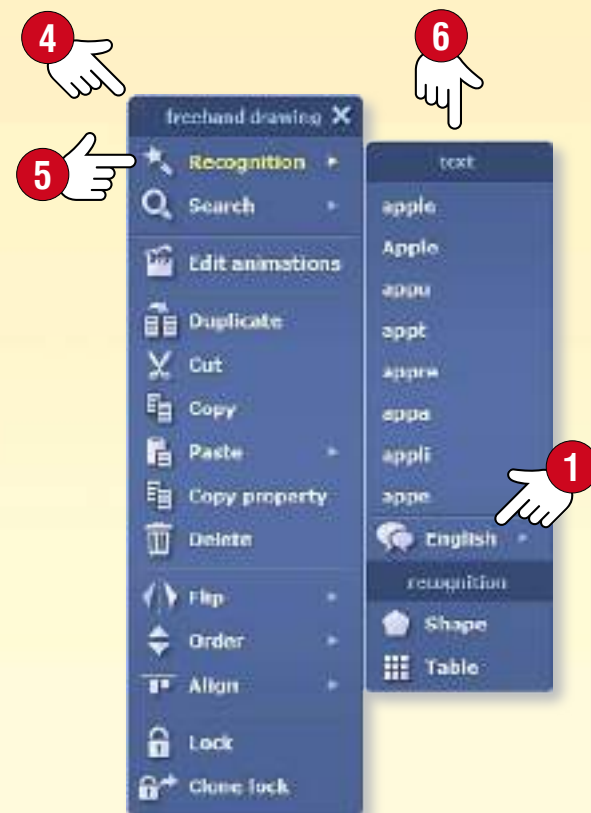 4
6
freehand drawing
5
Recognition
Search
Edit animations
Duplicate
Cut
Copy
Paste
Copy property
Delete
Flip
Order
Align
Lock
Clone lock
text
apple
Apple
appu
appt
appre
appa
appli
appe
1
English
recognition
Shape
Table